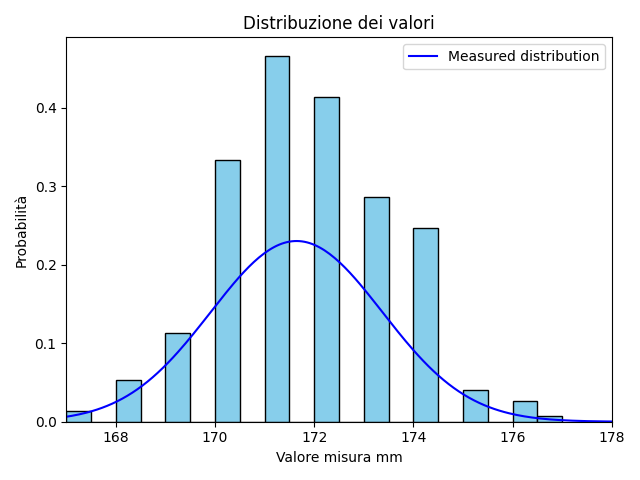 Distribuzione dei valori
Measured distribution
Probabilità
0.4
0.3
0.2
0.1
0.0
168 170 172 174 176 178
Valore misura mm